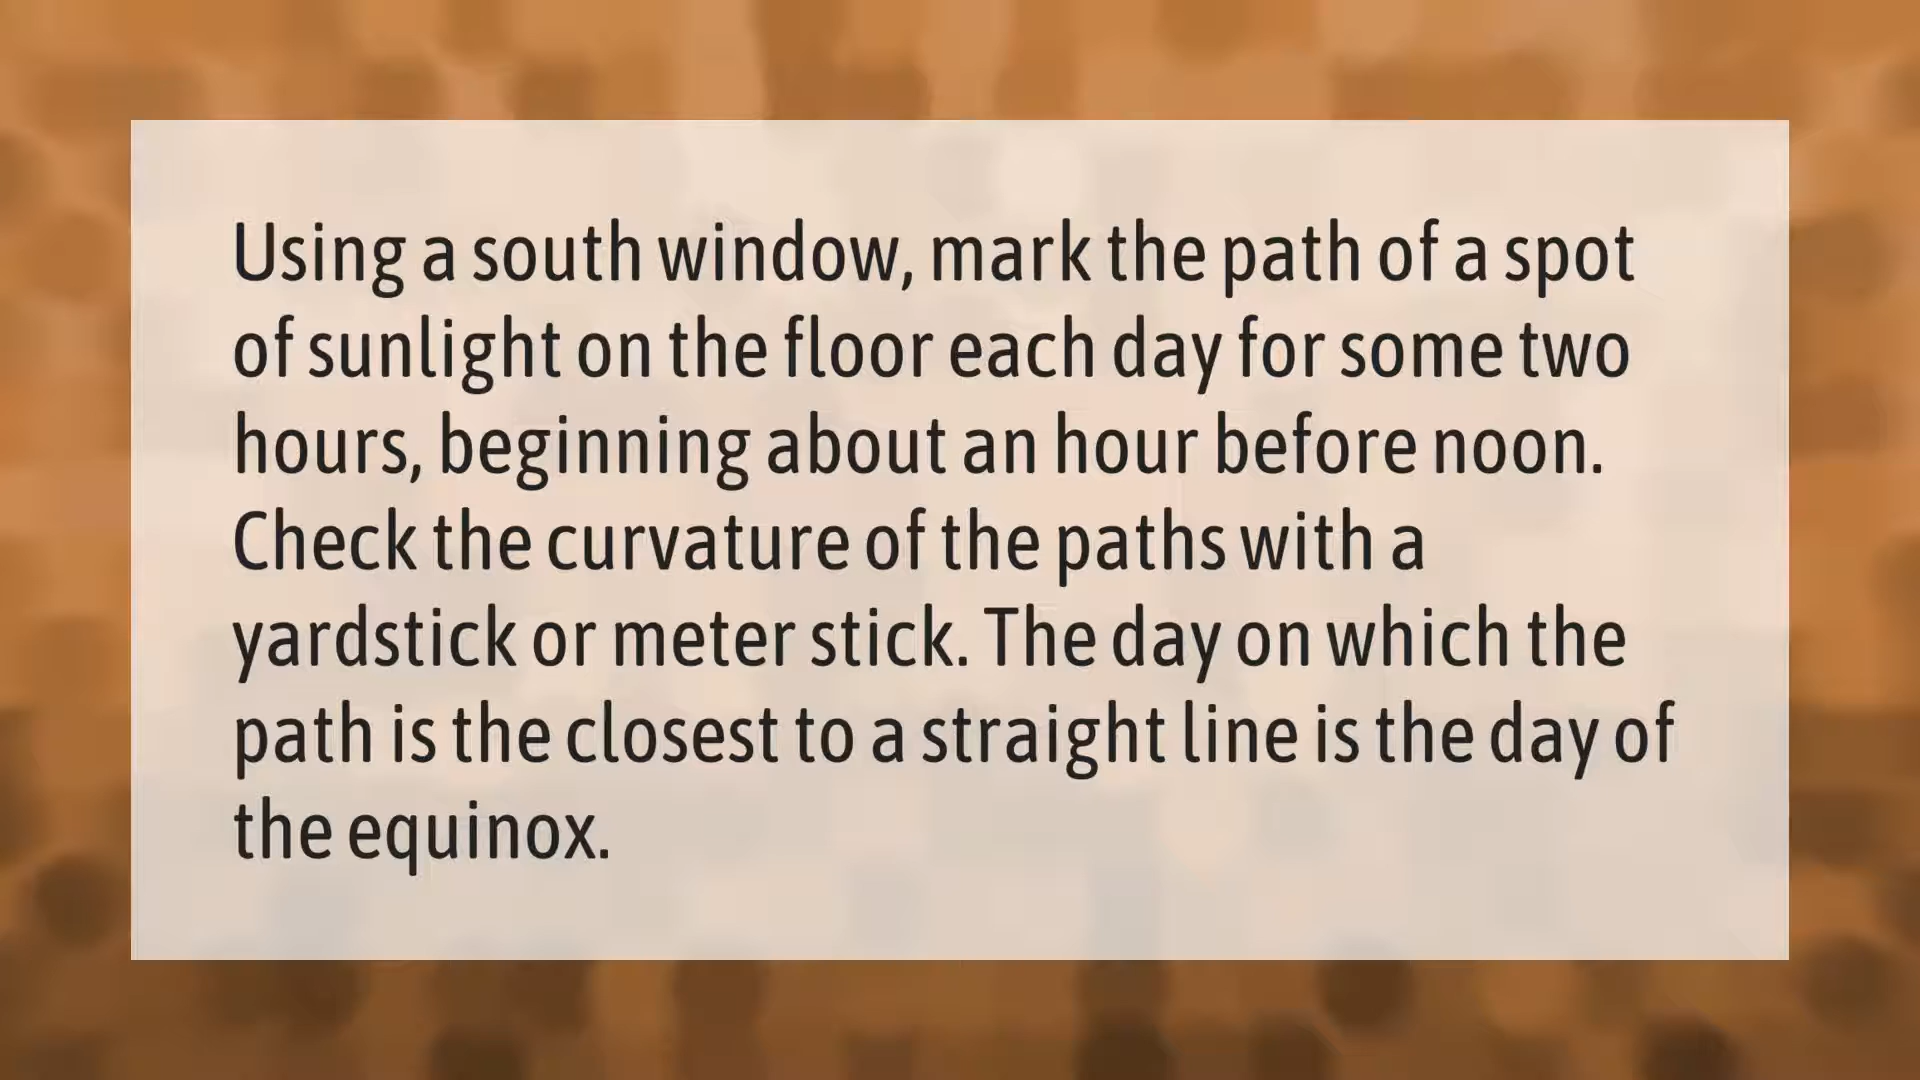 Using a south window, mark the path of a spot
of sunlight on the floor each day for some two
hours, beginning about an hour before noon.
Check the curvature of the paths with a
yardstick or meter stick. The day on which the
path is the closest to a straight line is the day of
the equinox.